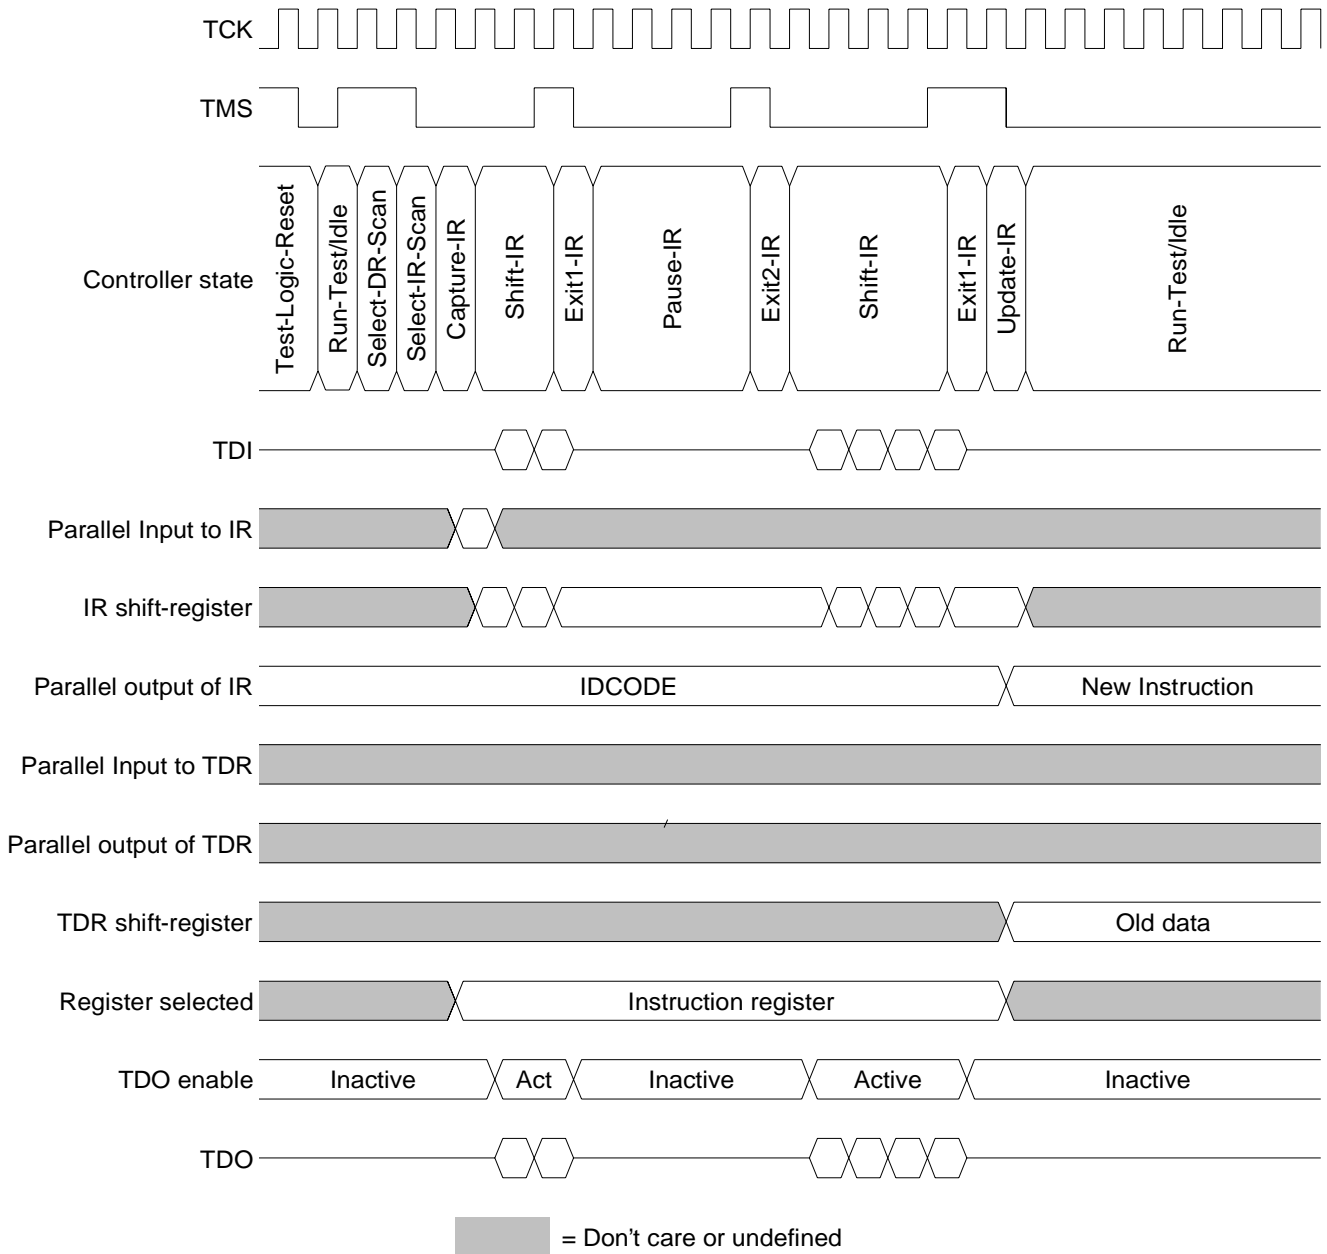 TCK
TMS
Controller state
Test-Logic-Reset
Run-Test/Idle
Select-DR-Scan
Select-IR-Scan
Capture-IR
Shift-IR
Exit1-IR
Pause-IR
Exit2-IR
Shift-IR
Exit1-IR
Update-IR
Run-Test/Idle
TDI
Parallel Input to IR
IR shift-register
Parallel output of IR
IDCODE
New Instruction
Parallel Input to TDR
Parallel output of TDR
TDR shift-register
Old data
Register selected
Instruction register
TDO enable
Inactive
Act
Inactive
Active
Inactive
TDO
= Don't care or undefined